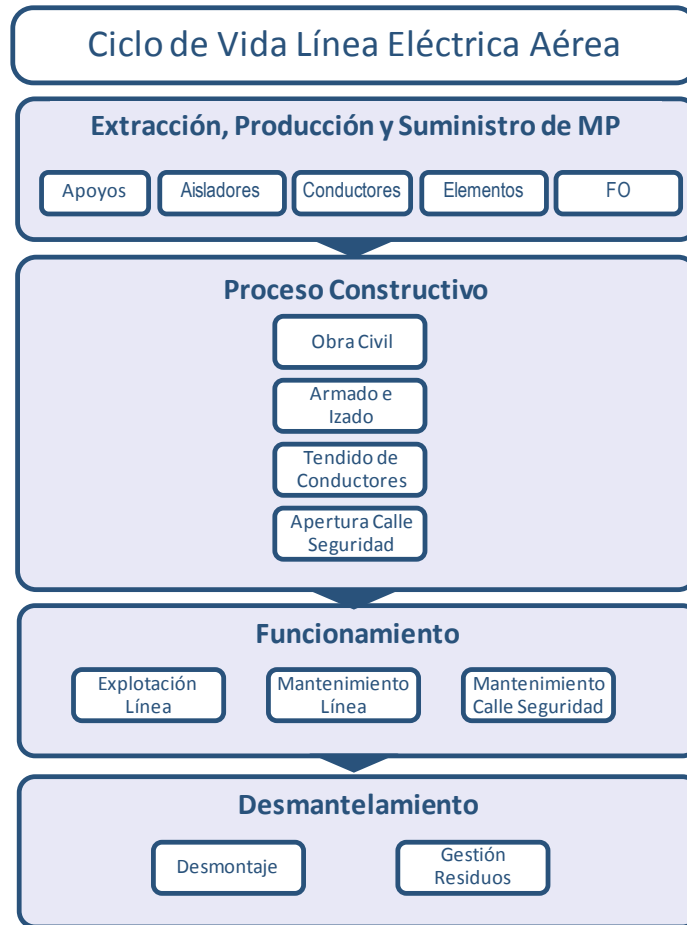 Ciclo de Vida Línea Eléctrica Aérea
Extracción, Producción y Suministro de MP
Apoyos
Aisladores
Conductores
Elementos
FO
Proceso Constructivo
Obra Civil
Armado e
Izado
Tendido de
Conductores
Apertura Calle
Seguridad
Funcionamiento
Explotación
Línea
Mantenimiento
Línea
Mantenimiento
Calle Seguridad
Desmantelamiento
Desmontaje
Gestión
Residuos